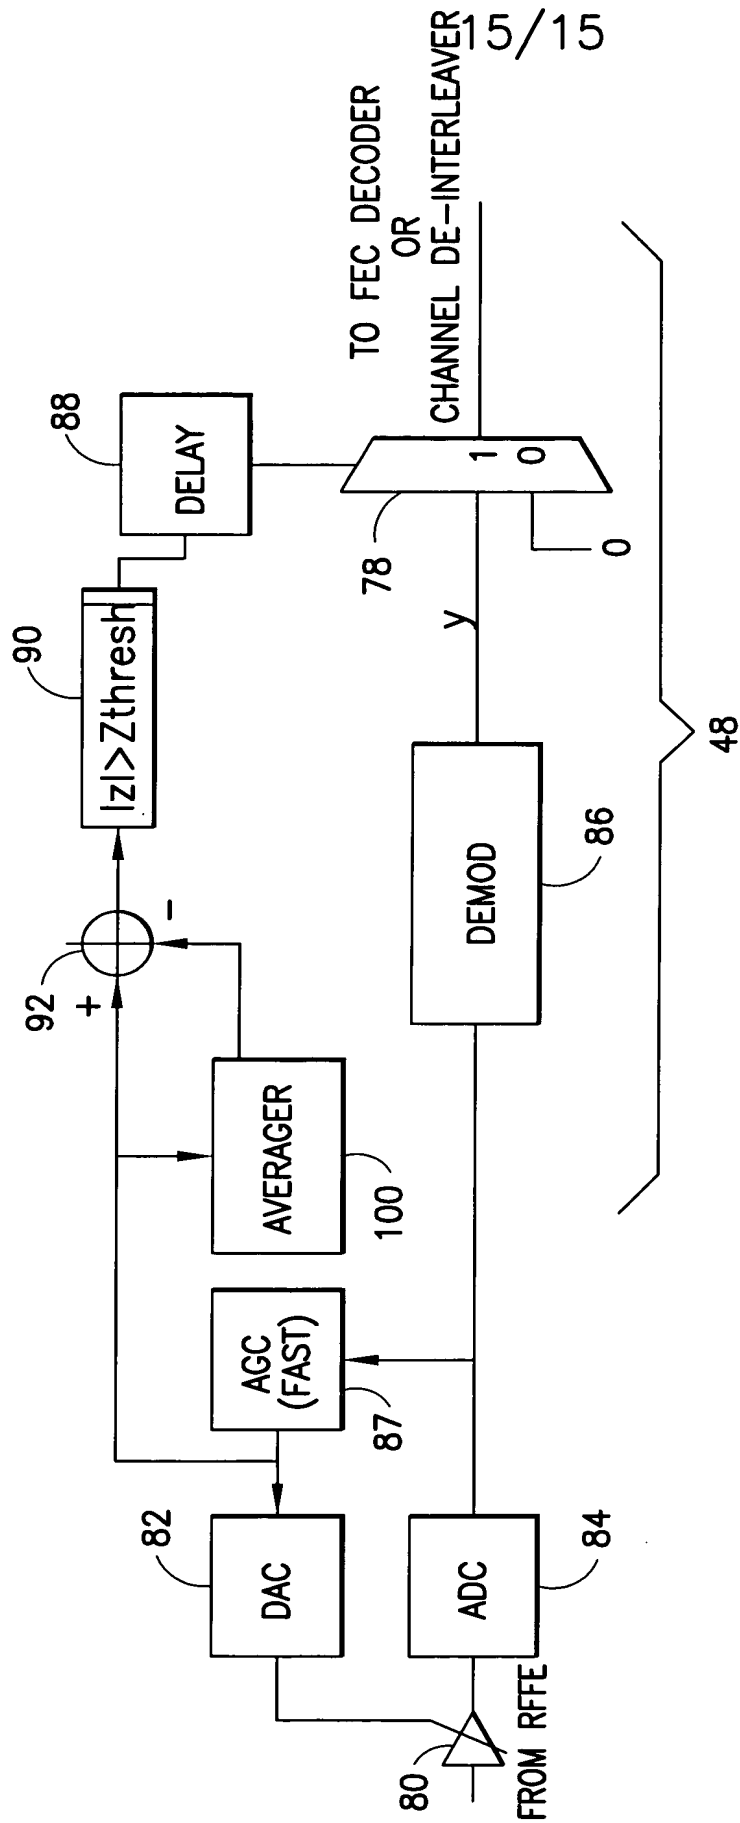 15/15
88
90
DELAY
TO FEC DECODER
OR
CHANNEL DE-INTERLEAVER
|z|>Zthresh
92
+
-
78
1
0
0
y
AVERAGER
100
DEMOD
86
48
AGC
(FAST)
87
82
DAC
ADC
84
80
FROM RFFE